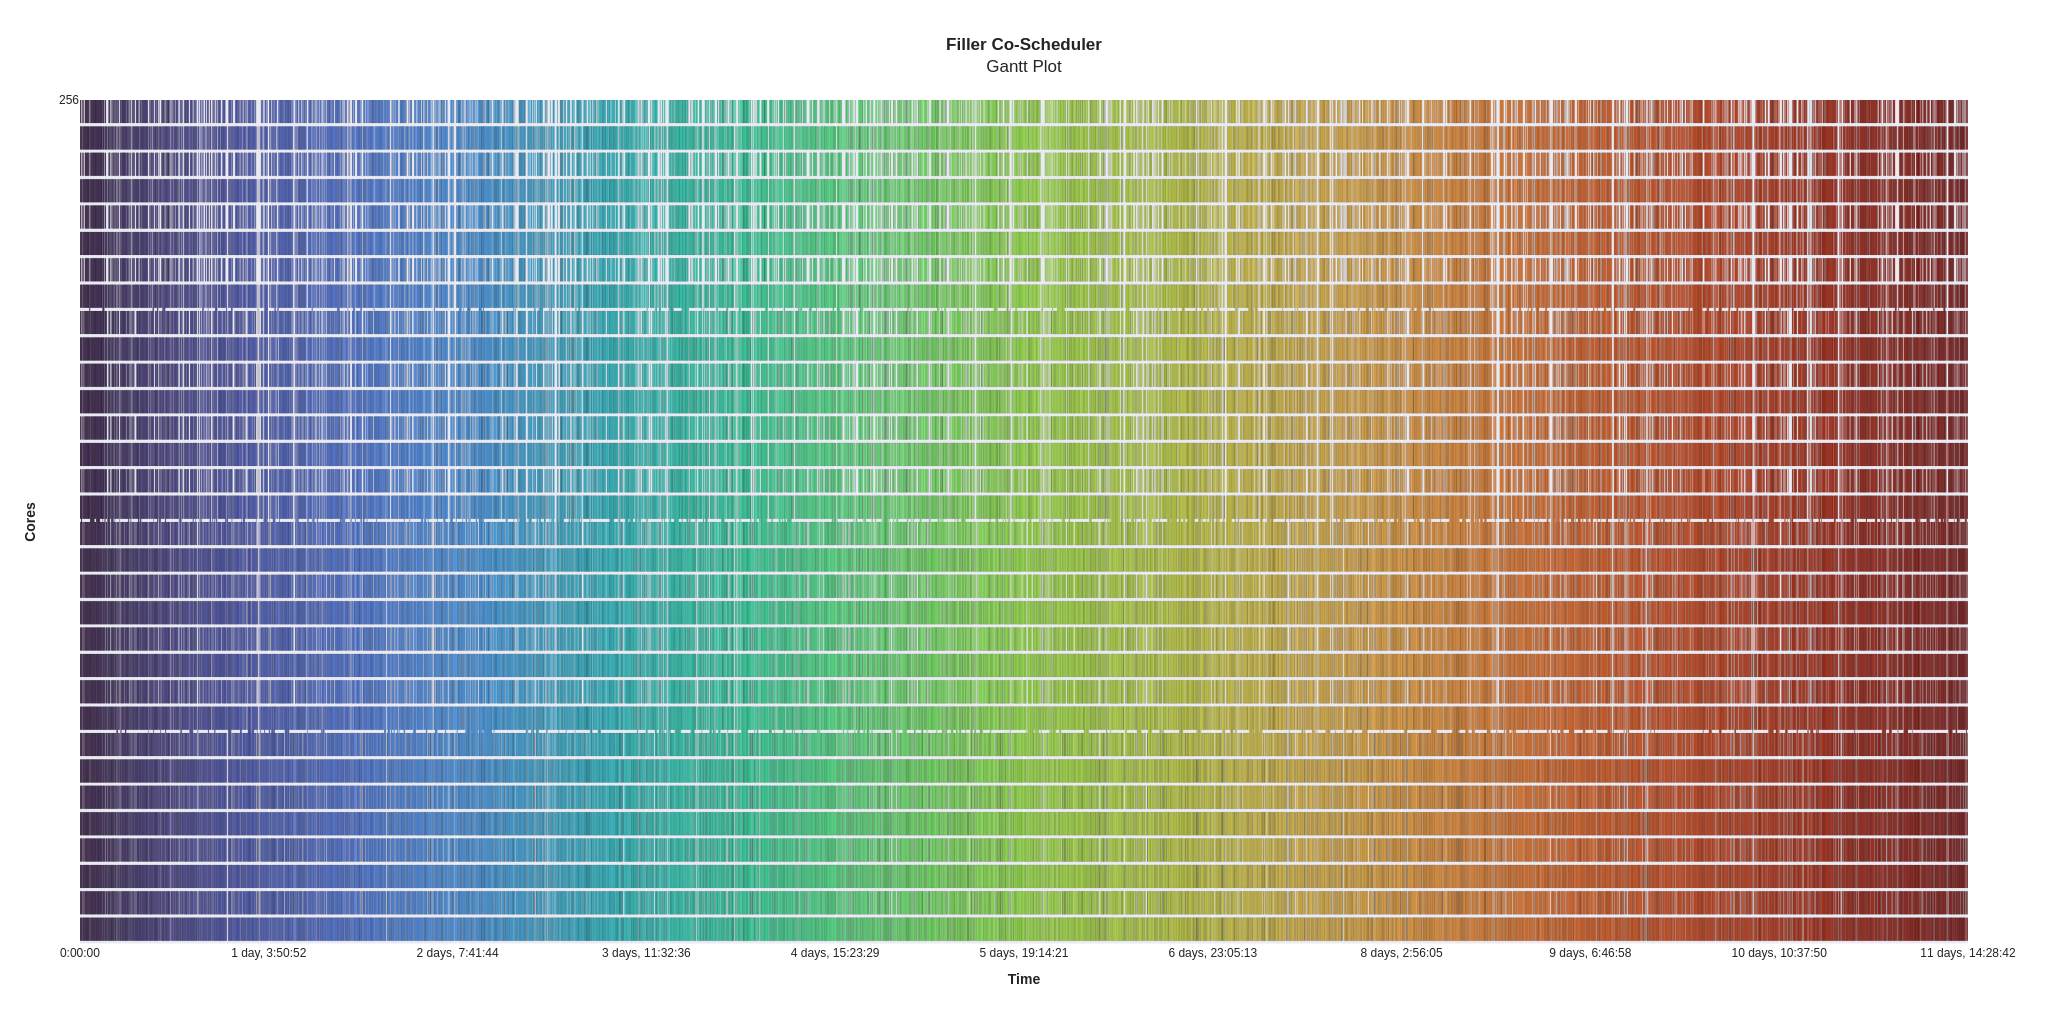 Filler Co-Scheduler
Gantt Plot
256
Cores
0:00:00
1 day, 3:50:52
2 days, 7:41:44
3 days, 11:32:36
4 days, 15:23:29
5 days, 19:14:21
6 days, 23:05:13
8 days, 2:56:05
9 days, 6:46:58
10 days, 10:37:50
11 days, 14:28:42
Time